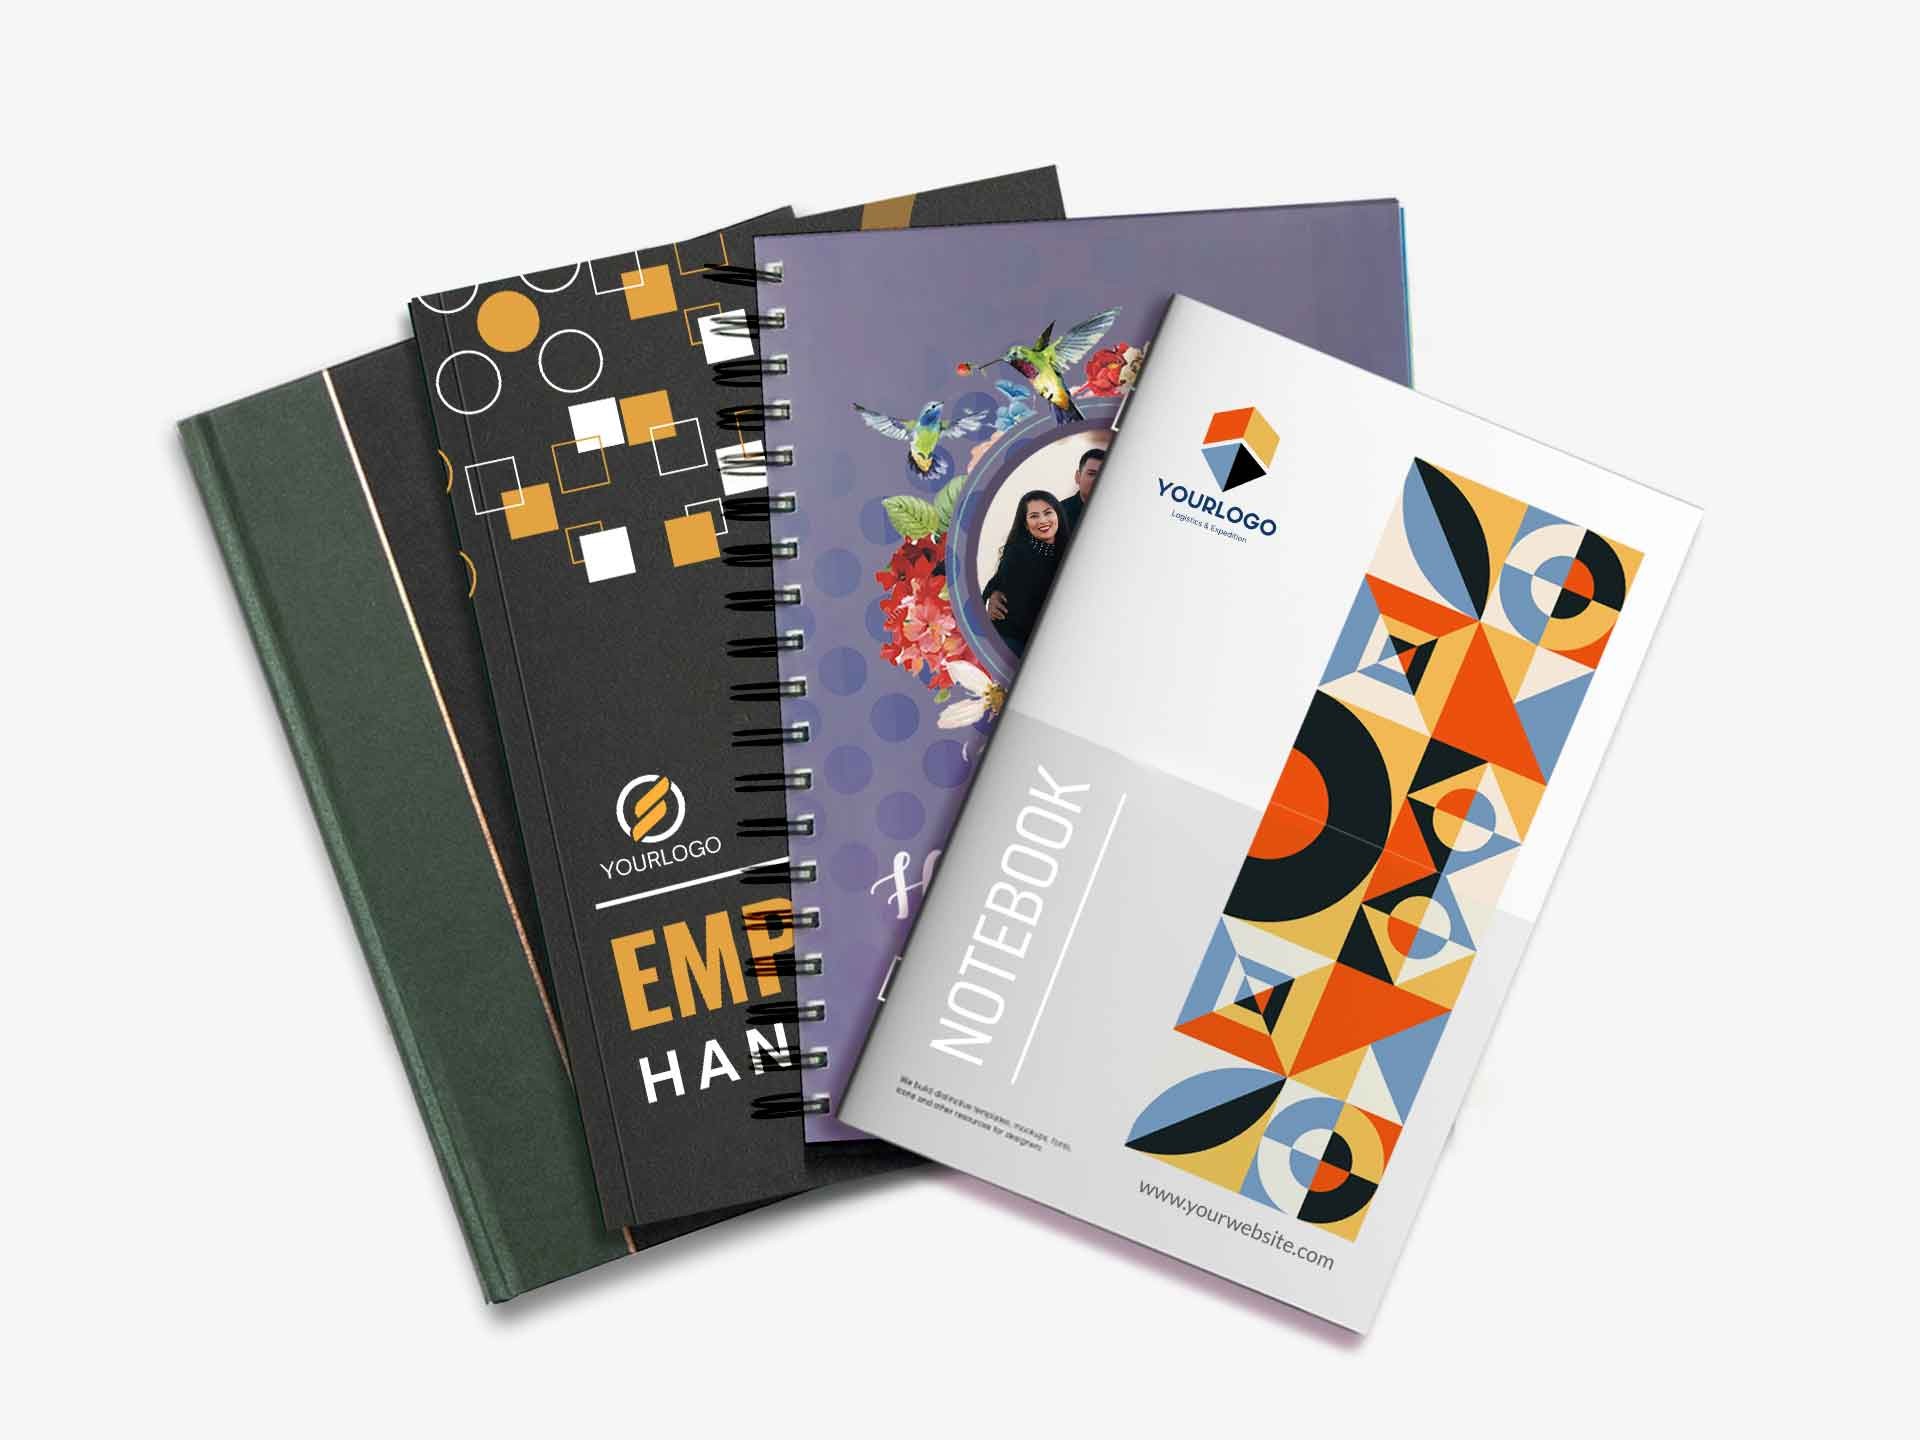 YOURLOGO
EMP
HAN
YOURLOGO
Logistics & Expedition
NOTEBOOK
We build distinctive templates, mockups, fonts,
icons and other resources for designers
www.yourwebsite.com